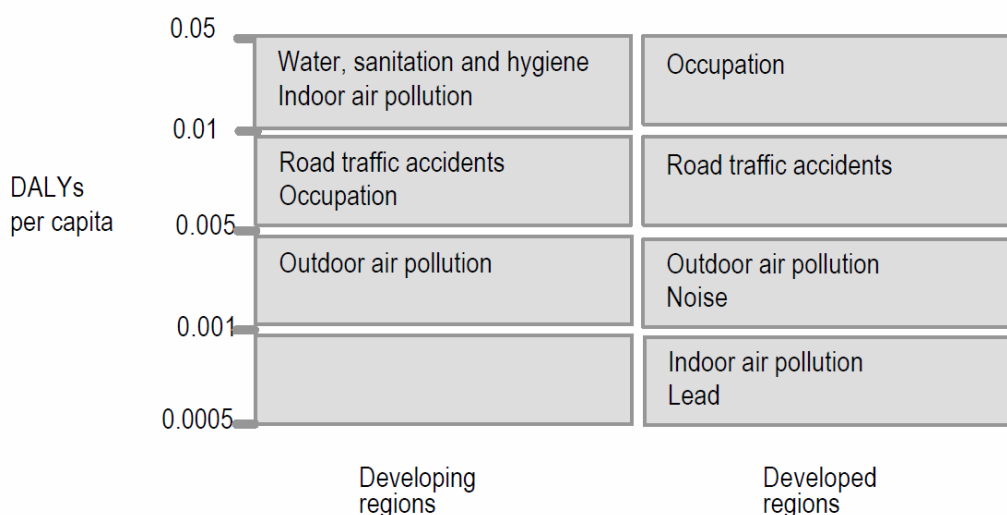 0.05
Water, sanitation and hygiene
Indoor air pollution
Occupation
0.01
Road traffic accidents
Occupation
Road traffic accidents
DALYs
per capita
0.005
Outdoor air pollution
Outdoor air pollution
Noise
0.001
Indoor air pollution
Lead
0.0005
Developing
regions
Developed
regions